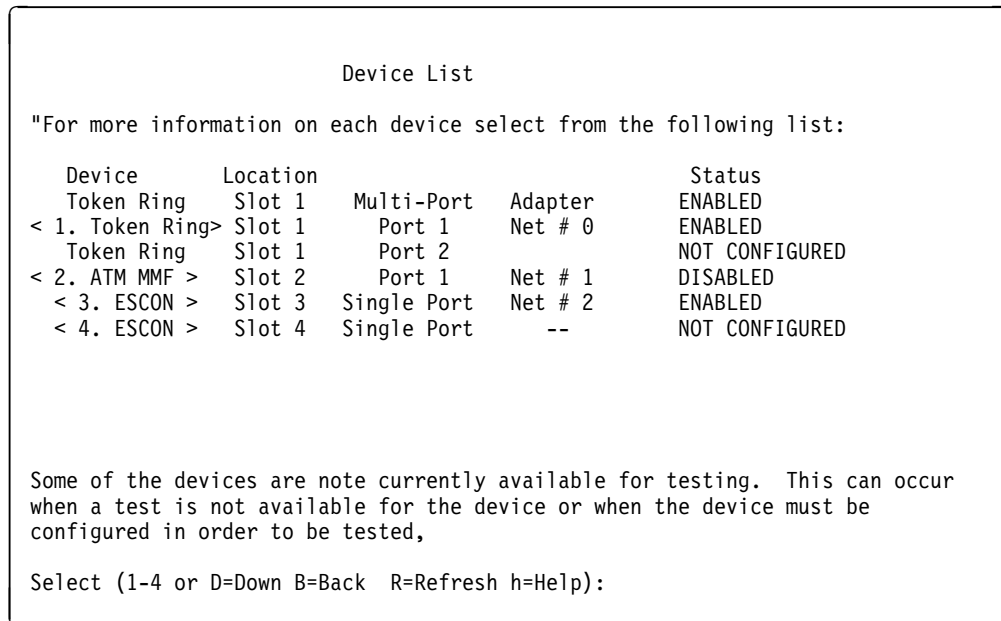 Device List
"For more information on each device select from the following list:
Device Location Status
Token Ring Slot 1 Multi-Port Adapter ENABLED
< 1. Token Ring> Slot 1 Port 1 Net # 0 ENABLED
Token Ring Slot 1 Port 2 NOT CONFIGURED
< 2. ATM MMF > Slot 2 Port 1 Net # 1 DISABLED
< 3. ESCON > Slot 3 Single Port Net # 2 ENABLED
< 4. ESCON > Slot 4 Single Port -- NOT CONFIGURED
Some of the devices are note currently available for testing. This can occur
when a test is not available for the device or when the device must be
configured in order to be tested,
Select (1-4 or D=Down B=Back R=Refresh h=Help):